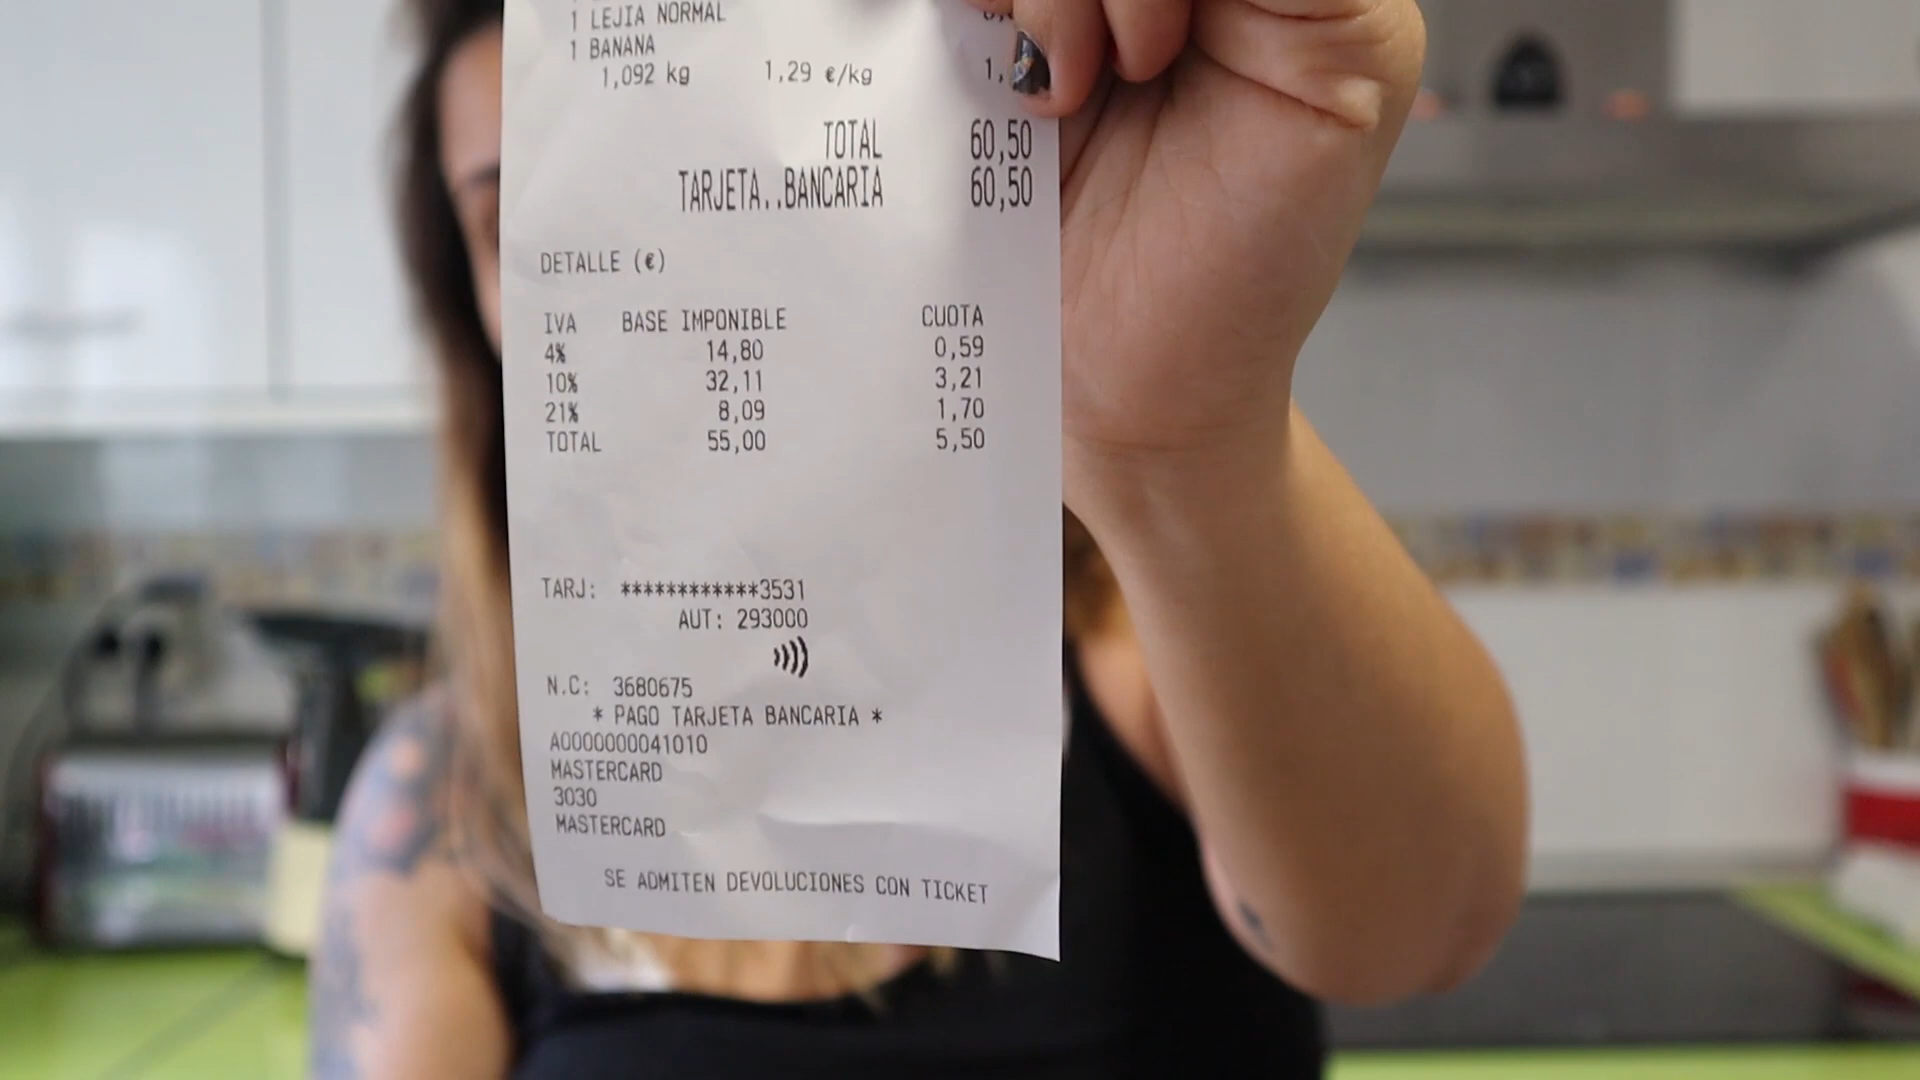 1 LEJIA NORMAL
1 BANANA
1,092 kg 1,29 €/kg 1,
TOTAL 60,50
TARJETA..BANCARIA 60,50
DETALLE (€)
IVA BASE IMPONIBLE CUOTA
4% 14,80 0,59
10% 32,11 3,21
21% 8,09 1,70
TOTAL 55,00 5,50
TARJ: ************3531
AUT: 293000
N.C: 3680675
* PAGO TARJETA BANCARIA *
A0000000041010
MASTERCARD
3030
MASTERCARD
SE ADMITEN DEVOLUCIONES CON TICKET